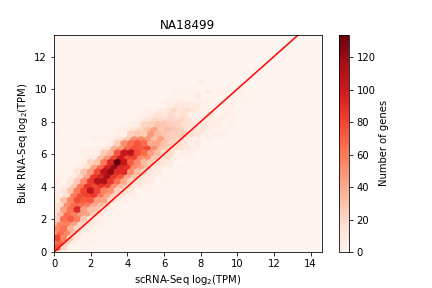 NA18499
12
10
8
6
4
2
0
Bulk RNA-Seq log₂(TPM)
0 2 4 6 8 10 12 14
scRNA-Seq log₂(TPM)
120
100
80
60
40
20
0
Number of genes